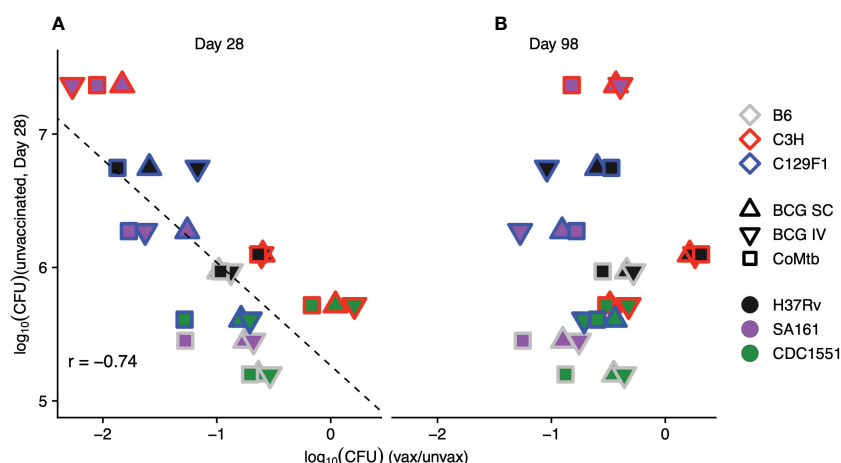 A
B
Day 28
Day 98
log₁₀(CFU)(unvaccinated, Day 28)
7
6
5
r = −0.74
−2
−1
0
−2
−1
0
log₁₀(CFU) (vax/unvax)
B6
C3H
C129F1
BCG SC
BCG IV
CoMtb
H37Rv
SA161
CDC1551